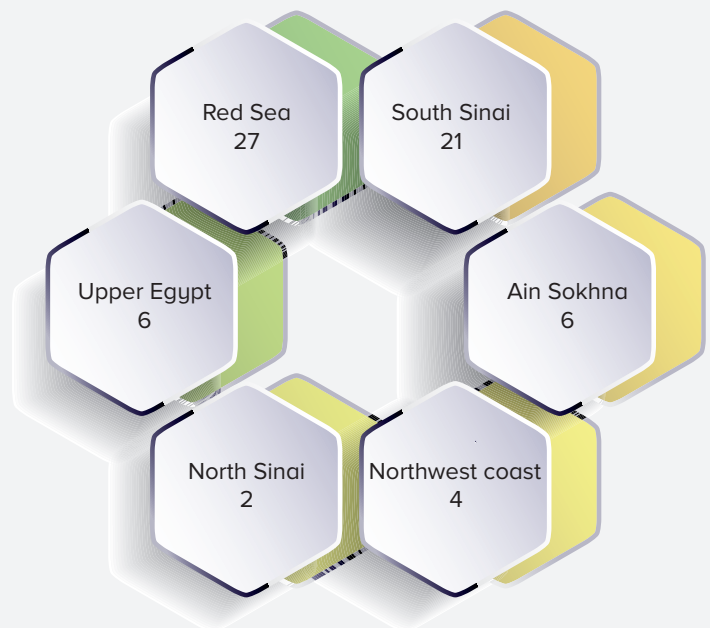 Red Sea
27
South Sinai
21
Upper Egypt
6
Ain Sokhna
6
North Sinai
2
Northwest coast
4